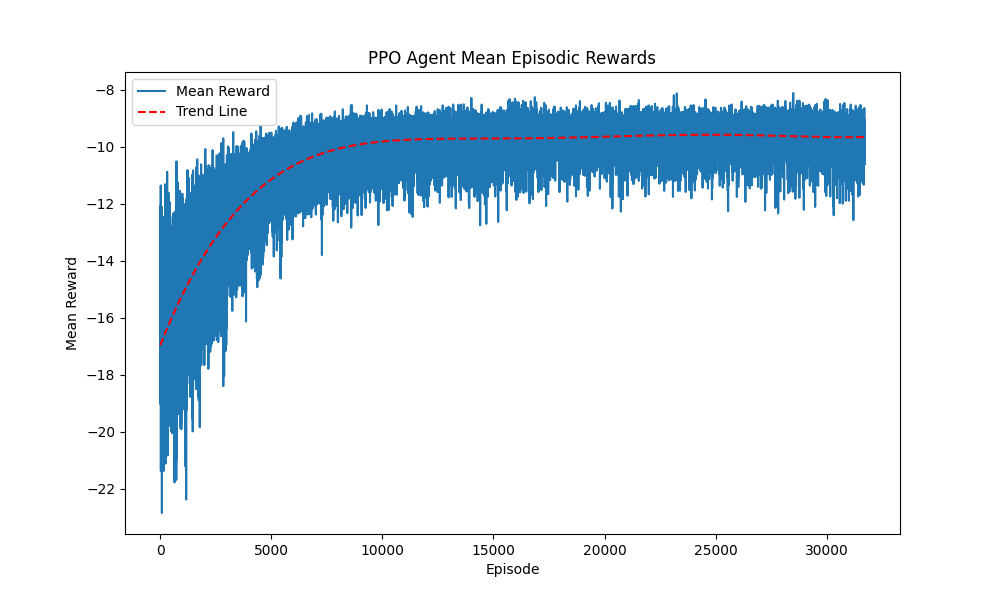 PPO Agent Mean Episodic Rewards
Mean Reward
Trend Line
−8
−10
−12
−14
−16
−18
−20
−22
Mean Reward
0 5000 10000 15000 20000 25000 30000
Episode